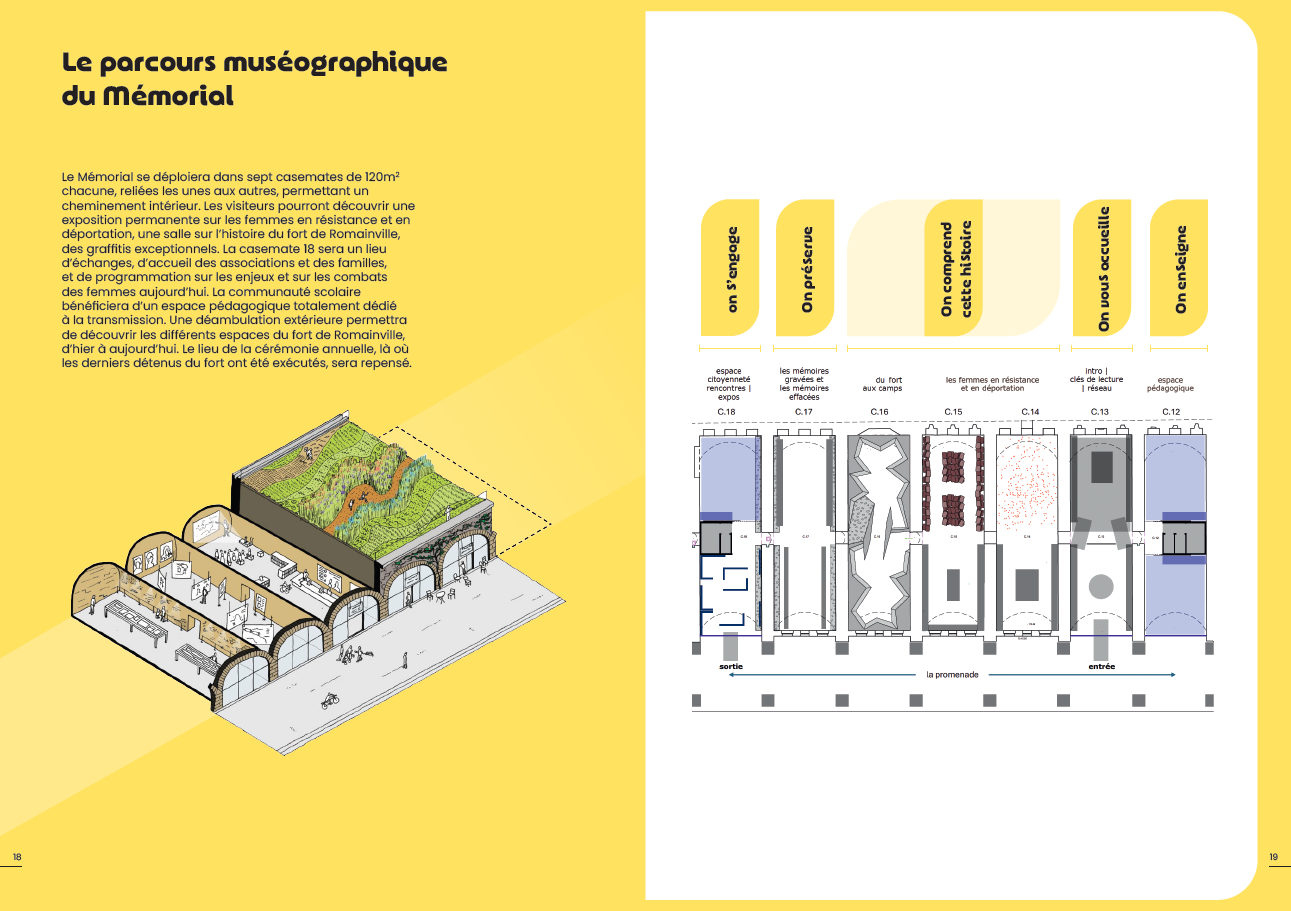 Le parcours muséographique
du Mémorial
Le Mémorial se déploiera dans sept casemates de 120m²
chacune, reliées les unes aux autres, permettant un
cheminement intérieur. Les visiteurs pourront découvrir une
exposition permanente sur les femmes en résistance et en
déportation, une salle sur l'histoire du fort de Romainville,
des graffitis exceptionnels. La casemate 18 sera un lieu
d'échanges, d'accueil des associations et des familles,
et de programmation sur les enjeux et sur les combats
des femmes aujourd'hui. La communauté scolaire
bénéficiera d'un espace pédagogique totalement dédié
à la transmission. Une déambulation extérieure permettra
de découvrir les différents espaces du fort de Romainville,
d'hier à aujourd'hui. Le lieu de la cérémonie annuelle, là où
les derniers détenus du fort ont été exécutés, sera repensé.
18
on s'engage
On préserve
On comprend
cette histoire
On vous accueille
On enseigne
espace
citoyenneté
rencontres |
expos
les mémoires
gravées et
les mémoires
effacées
du fort
aux camps
les femmes en résistance
et en déportation
intro |
clés de lecture
| réseau
espace
pédagogique
C.18
C.17
C.16
C.15
C.14
C.13
C.12
sortie
entrée
la promenade
19